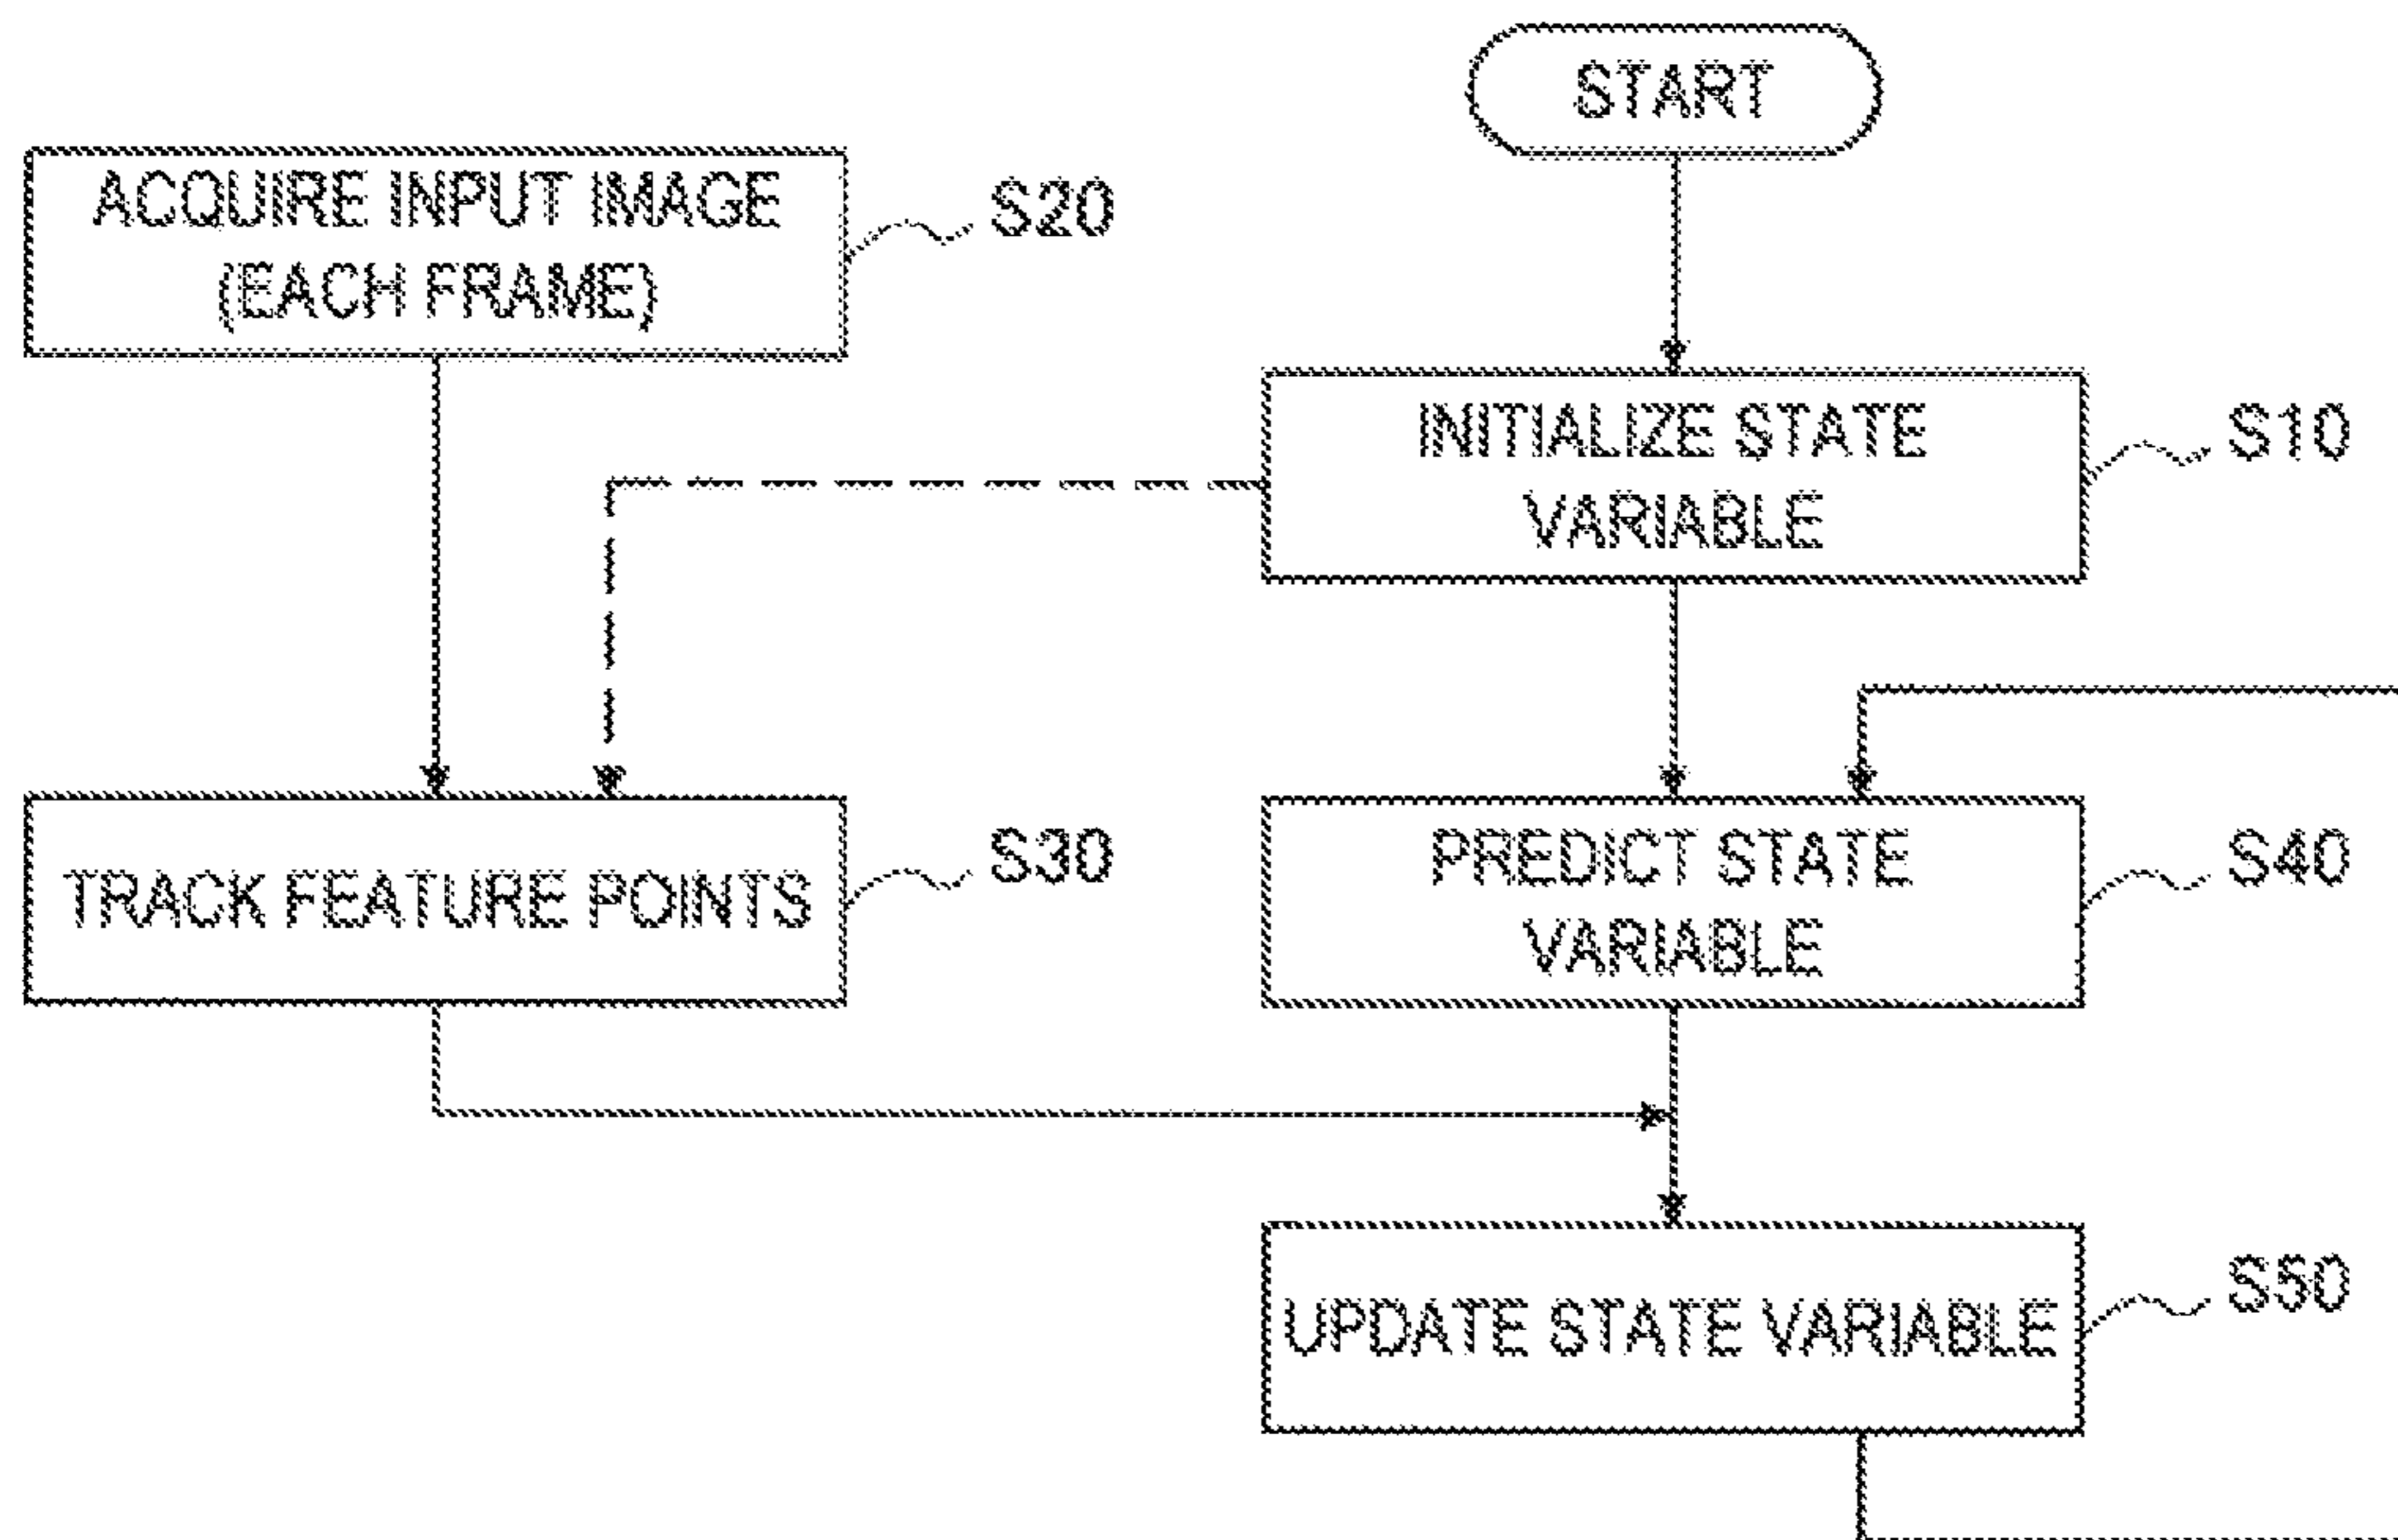 START
ACQUIRE INPUT IMAGE
(EACH FRAME)
S20
INITIALIZE STATE
VARIABLE
S10
TRACK FEATURE POINTS
S30
PREDICT STATE
VARIABLE
S40
UPDATE STATE VARIABLE
S50